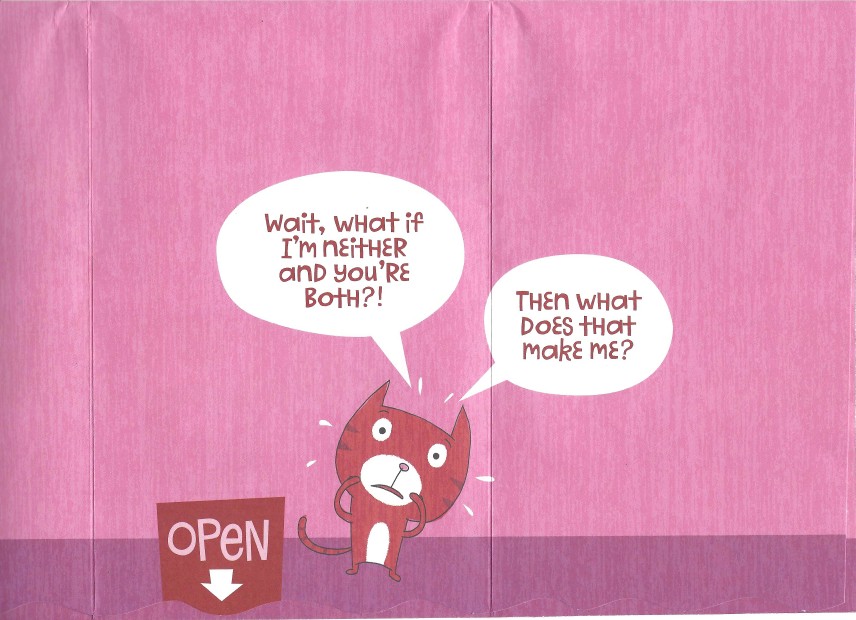 Wait, what if
I'm neither
and you're
both?!
Then what
does that
make me?
OPEN